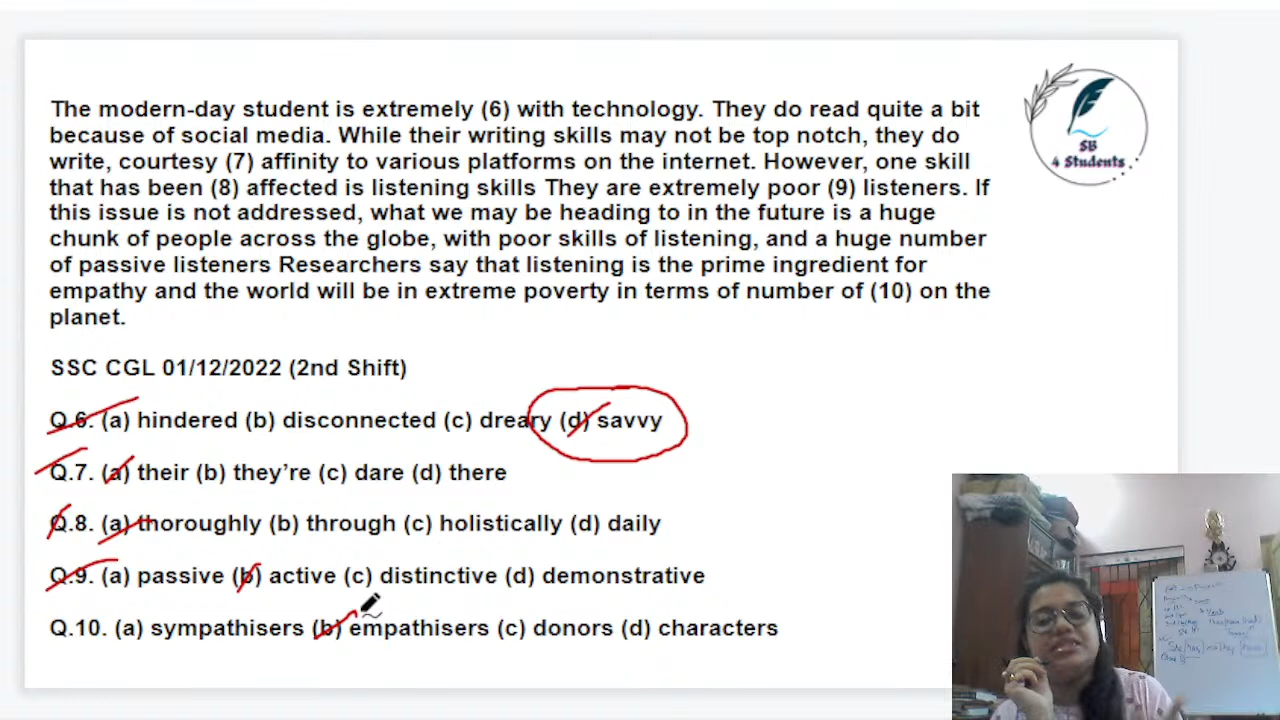 The modern-day student is extremely (6) with technology. They do read quite a bit
because of social media. While their writing skills may not be top notch, they do
write, courtesy (7) affinity to various platforms on the internet. However, one skill
that has been (8) affected is listening skills They are extremely poor (9) listeners. If
this issue is not addressed, what we may be heading to in the future is a huge
chunk of people across the globe, with poor skills of listening, and a huge number
of passive listeners Researchers say that listening is the prime ingredient for
empathy and the world will be in extreme poverty in terms of number of (10) on the
planet.
SB
4 Students
SSC CGL 01/12/2022 (2nd Shift)
Q.6. (a) hindered (b) disconnected (c) dreary (d) savvy
Q.7. (a) their (b) they're (c) dare (d) there
Q.8. (a) thoroughly (b) through (c) holistically (d) daily
Q.9. (a) passive (b) active (c) distinctive (d) demonstrative
Q.10. (a) sympathisers (b) empathisers (c) donors (d) characters